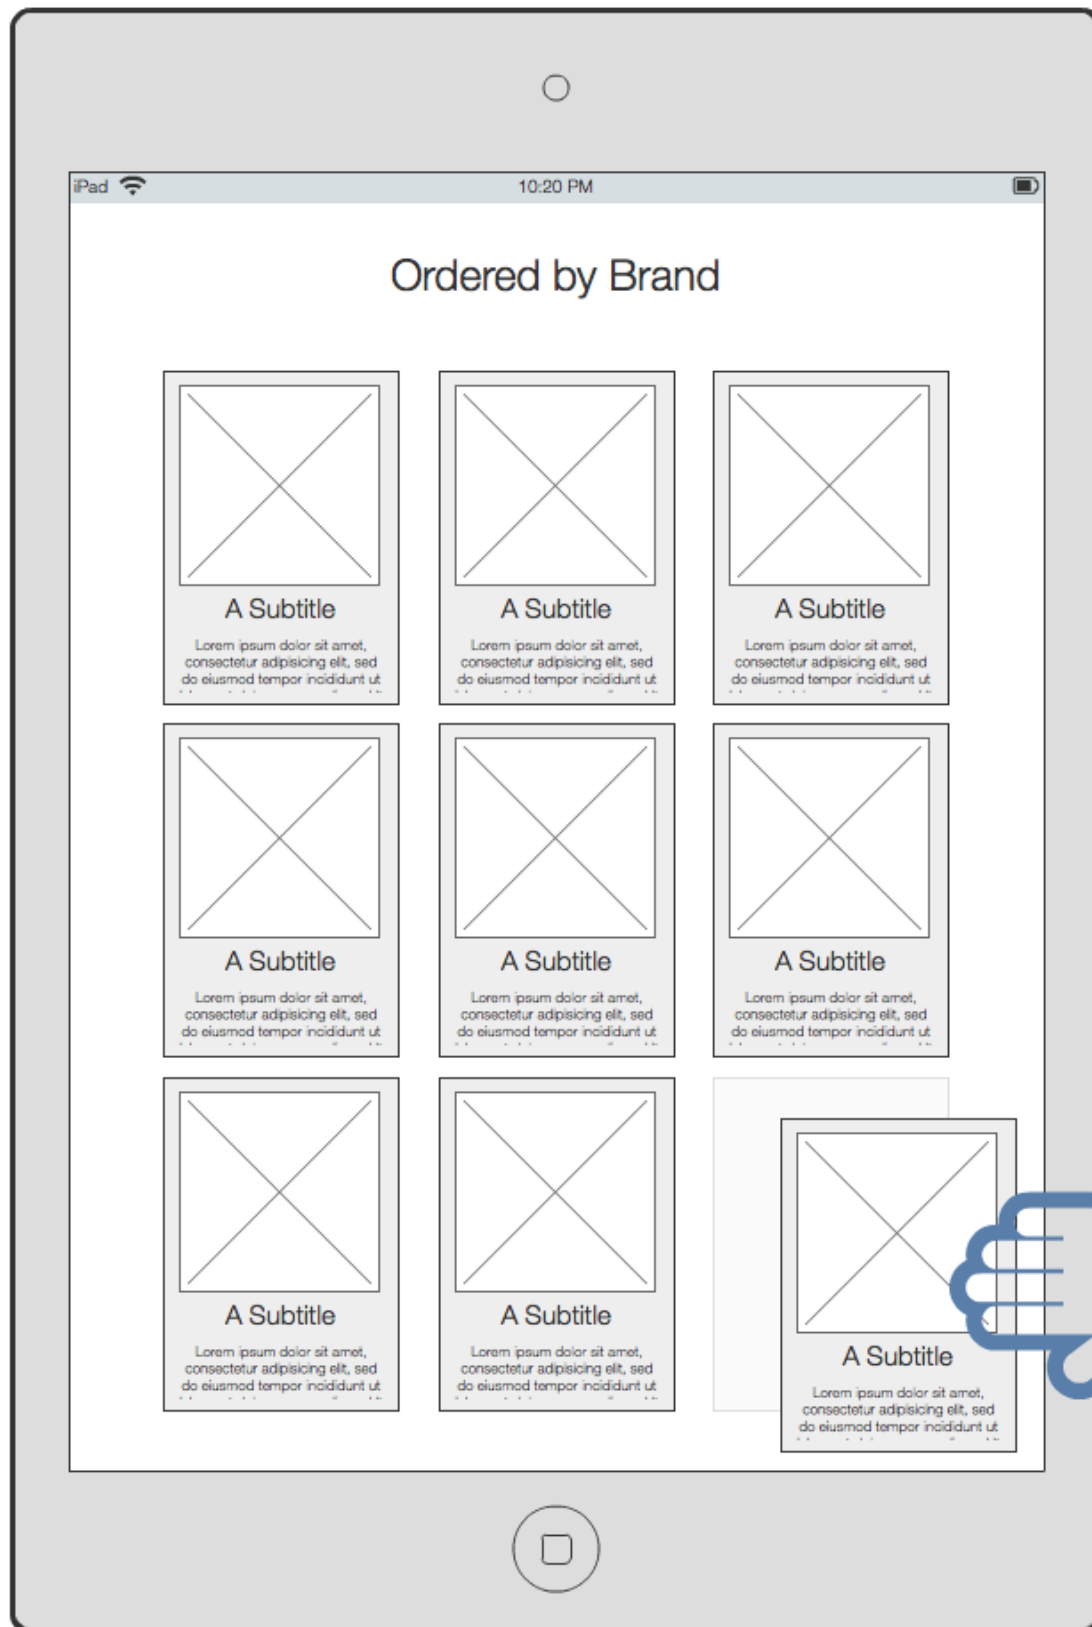 iPad
10:20 PM
Ordered by Brand
A Subtitle
Lorem ipsum dolor sit amet,
consectetur adipisicing elit, sed
do eiusmod tempor incididunt ut
A Subtitle
Lorem ipsum dolor sit amet,
consectetur adipisicing elit, sed
do eiusmod tempor incididunt ut
A Subtitle
Lorem ipsum dolor sit amet,
consectetur adipisicing elit, sed
do eiusmod tempor incididunt ut
A Subtitle
Lorem ipsum dolor sit amet,
consectetur adipisicing elit, sed
do eiusmod tempor incididunt ut
A Subtitle
Lorem ipsum dolor sit amet,
consectetur adipisicing elit, sed
do eiusmod tempor incididunt ut
A Subtitle
Lorem ipsum dolor sit amet,
consectetur adipisicing elit, sed
do eiusmod tempor incididunt ut
A Subtitle
Lorem ipsum dolor sit amet,
consectetur adipisicing elit, sed
do eiusmod tempor incididunt ut
A Subtitle
Lorem ipsum dolor sit amet,
consectetur adipisicing elit, sed
do eiusmod tempor incididunt ut
A Subtitle
Lorem ipsum dolor sit amet,
consectetur adipisicing elit, sed
do eiusmod tempor incididunt ut